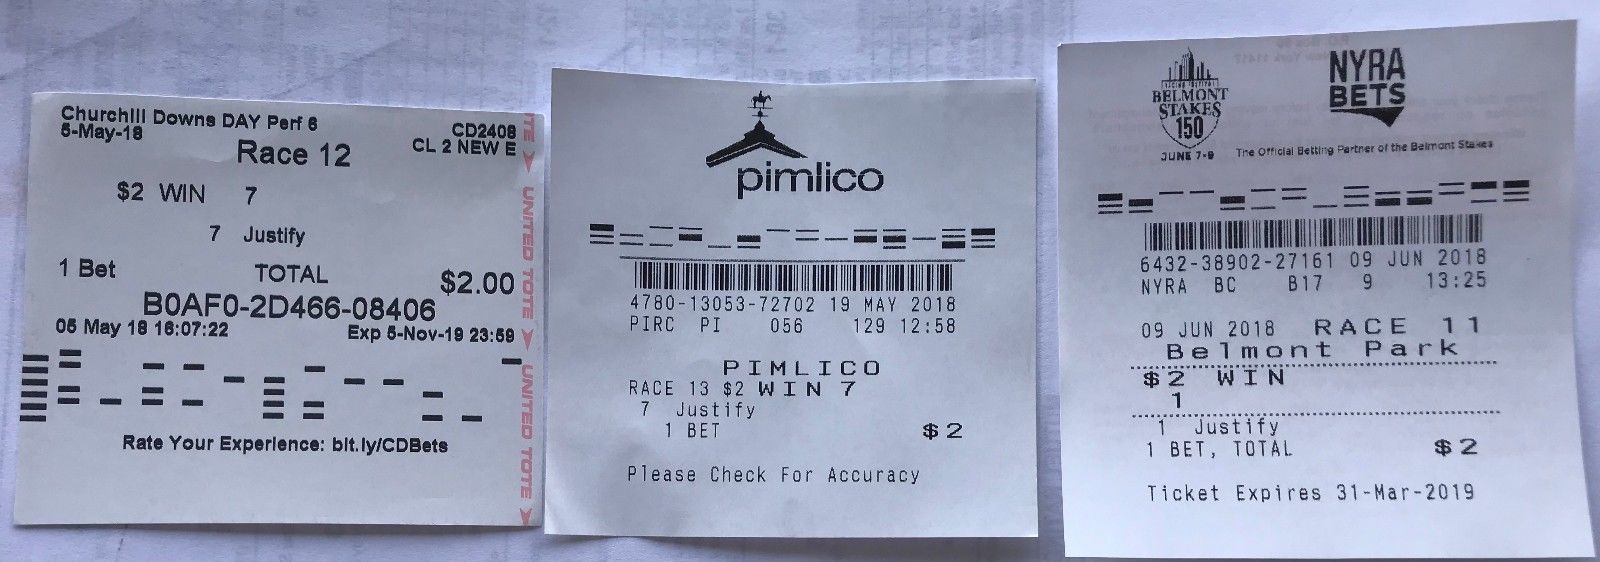 Churchill Downs DAY Perf 6
5-May-18
CD2408
CL 2 NEW E
Race 12
$2 WIN 7
7 Justify
1 Bet TOTAL $2.00
B0AF0-2D466-08406
05 May 18 16:07:22 Exp 5-Nov-19 23:59
Rate Your Experience: bit.ly/CDBets
UNITED TOTE
UNITED TOTE
pimlico
4780-13053-72702 19 MAY 2018
PIRC PI 056 129 12:58
PIMLICO
RACE 13 $2 WIN 7
7 Justify
1 BET $2
Please Check For Accuracy
BELMONT
STAKES
150
JUNE 7-9
NYRA
BETS
The Official Betting Partner of the Belmont Stakes
6432-38902-27161 09 JUN 2018
NYRA BC B17 9 13:25
09 JUN 2018 RACE 11
Belmont Park
$2 WIN
1
1 Justify
1 BET, TOTAL $2
Ticket Expires 31-Mar-2019